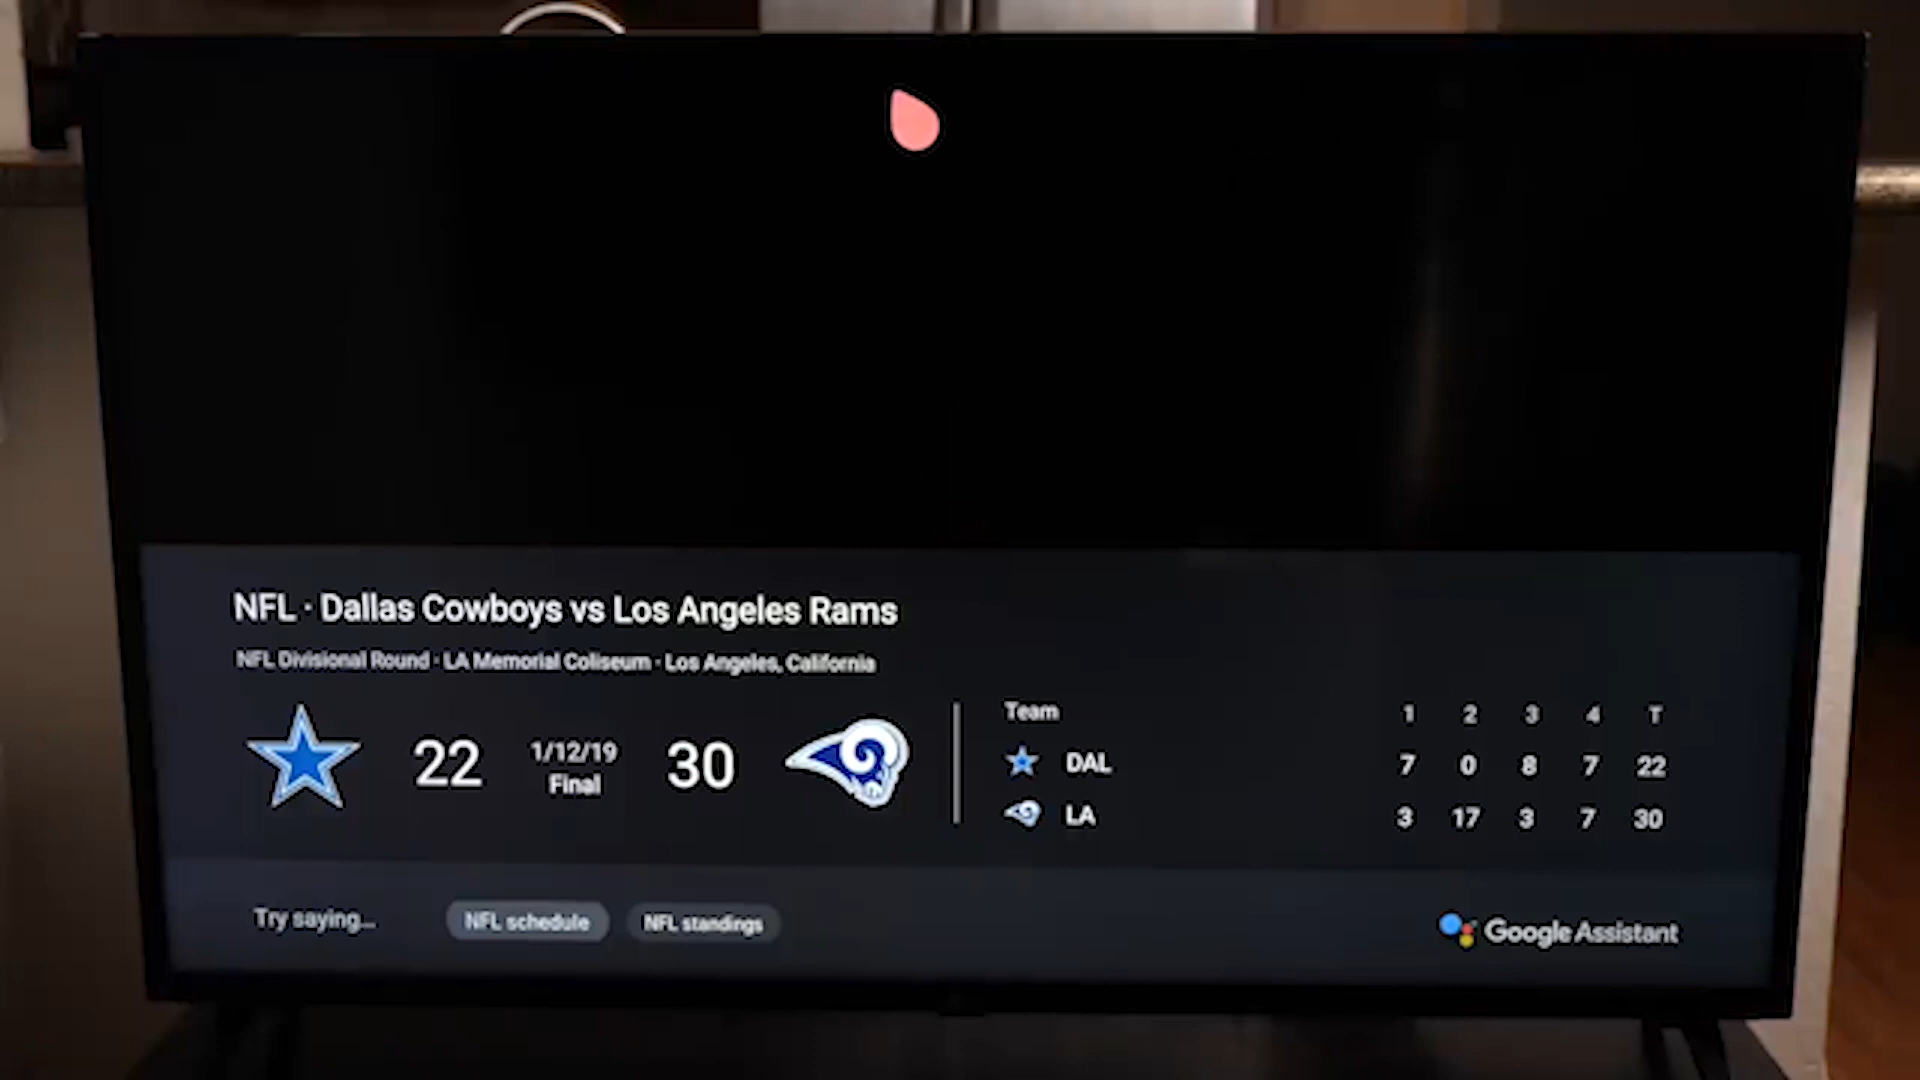 NFL · Dallas Cowboys vs Los Angeles Rams
NFL Divisional Round · LA Memorial Coliseum · Los Angeles, California
22 1/12/19 Final 30
Team 1 2 3 4 T
DAL 7 0 8 7 22
LA 3 17 3 7 30
Try saying... NFL schedule NFL standings
Google Assistant